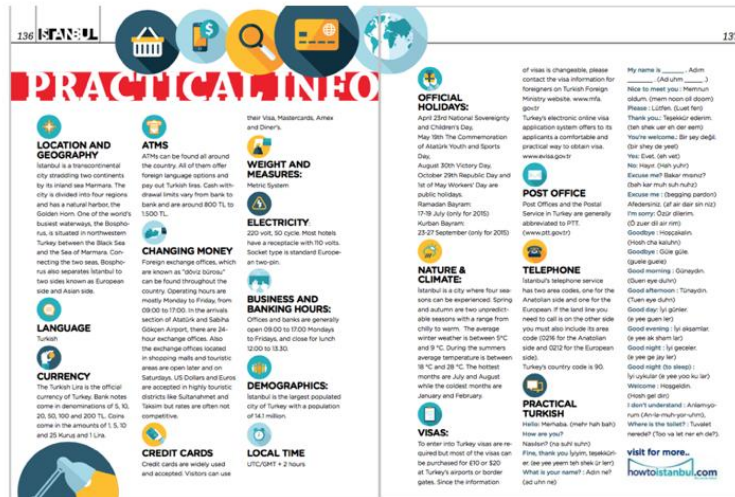 136 ISTANBUL
137
PRACTICAL INFO
LOCATION AND
GEOGRAPHY
İstanbul is a transcontinental
city straddling two continents
by its inland sea Marmara. The
city is divided into four regions
and has a natural harbor, the
Golden Horn. One of the world's
busiest waterways, the Bospho-
rus, is situated in northwestern
Turkey between the Black Sea
and the Sea of Marmara. Con-
necting the two seas, Bospho-
rus also separates İstanbul to
two sides known as European
side and Asian side.
LANGUAGE
Turkish
CURRENCY
The Turkish Lira is the official
currency of Turkey. Bank notes
come in denominations of 5, 10,
20, 50, 100 and 200 TL. Coins
come in the amounts of 1, 5, 10
and 25 Kuruş and 1 Lira.
ATMS
ATMs can be found all around
the country. All of them offer
foreign language options and
pay out Turkish liras. Cash with-
drawal limits vary from bank to
bank and are around 800 TL to
1.500 TL.
CHANGING MONEY
Foreign exchange offices, which
are known as "döviz bürosu"
can be found throughout the
country. Operating hours are
mostly Monday to Friday, from
09:00 to 17:00. In the arrivals
section of Atatürk and Sabiha
Gökçen Airport, there are 24-
hour exchange offices. Also
the exchange offices located
in shopping malls and touristic
areas are open later and on
Saturdays. US Dollars and Euros
are accepted in highly touristic
districts like Sultanahmet and
Taksim but rates are often not
competitive.
CREDIT CARDS
Credit cards are widely used
and accepted. Visitors can use
their Visa, Mastercards, Amex
and Diner's.
WEIGHT AND
MEASURES:
Metric System
ELECTRICITY
220 volt, 50 cycle. Most hotels
have a receptacle with 110 volts.
Socket type is standard Europe-
an two-pin.
BUSINESS AND
BANKING HOURS:
Offices and banks are generally
open 09.00 to 17.00 Mondays
to Fridays, and close for lunch
12:00 to 13.30.
DEMOGRAPHICS:
İstanbul is the largest populated
city of Turkey with a population
of 14.1 million.
LOCAL TIME
UTC/GMT + 2 hours
OFFICIAL
HOLIDAYS:
April 23rd National Sovereignty
and Children's Day,
May 19th The Commemoration
of Atatürk Youth and Sports
Day,
August 30th Victory Day,
October 29th Republic Day and
1st of May Workers' Day are
public holidays.
Ramadan Bayram:
17-19 July (only for 2015)
Kurban Bayram:
23-27 September (only for 2015)
NATURE &
CLIMATE:
İstanbul is a city where four sea-
sons can be experienced. Spring
and autumn are two unpredict-
able seasons with a range from
chilly to warm. The average
winter weather is between 5°C
and 9 °C. During the summers
average temperature is between
18 °C and 28 °C. The hottest
months are July and August
while the coldest months are
January and February.
VISAS:
To enter into Turkey visas are re-
quired but most of the visas can
be purchased for £10 or $20
at Turkey's airports or border
gates. Since the information
of visas is changeable, please
contact the visa information for
foreigners on Turkish Foreign
Ministry website. www.mfa.
gov.tr
Turkey's electronic online visa
application system offers to its
applicants a comfortable and
practical way to obtain visa.
www.evisa.gov.tr
POST OFFICE
Post Offices and the Postal
Service in Turkey are generally
abbreviated to PTT.
(www.ptt.gov.tr)
TELEPHONE
İstanbul's telephone service
has two area codes, one for the
Anatolian side and one for the
European. If the land line you
need to call is on the other side
you must also include its area
code (0216 for the Anatolian
side and 0212 for the European
side).
Turkey's country code is 90.
PRACTICAL
TURKISH
Hello: Merhaba. (mehr hah bah)
How are you?
Nasılsın? (na suhl suhn)
Fine, thank you İyiyim, teşekkür-
er. (ee yee yeem teh shek ür ler)
What is your name? : Adın ne?
(ad uhn ne)
My name is ______ . Adım
______ . (Ad uhm ____ .)
Nice to meet you : Memnun
oldum. (mem noon ol doom)
Please : Lütfen. (Luet fen)
Thank you.: Teşekkür ederim.
(teh shek uer eh der eem)
You're welcome.: Bir şey değil.
(bir shey de yeel)
Yes: Evet. (eh vet)
No: Hayır. (Hah yuhr)
Excuse me? Bakar mısınız?
(bah kar muh suh nuhz)
Excuse me : (begging pardon)
Afedersiniz. (af air dair sin niz)
I'm sorry: Özür dilerim.
(Ö zuer dil air rim)
Goodbye : Hoşçakalın.
(Hosh cha kaluhn)
Goodbye : Güle güle.
(guele guele)
Good morning : Günaydın.
(Guen eye duhn)
Good afternoon : Tünaydın.
(Tuen eye duhn)
Good day: İyi günler.
(e yee guen ler)
Good evening : İyi akşamlar.
(e yee ak sham lar)
Good night : İyi geceler.
(e yee ge jay ler)
Good night (to sleep) :
İyi uykular (e yee yoo ku lar)
Welcome : Hoşgeldin.
(Hosh gel din)
I don't understand : Anlamıyo-
rum (An-la-muh-yor-uhm).
Where is the toilet? : Tuvalet
nerede? (Too va let ner eh de?).
visit for more..
howtoistanbul.com